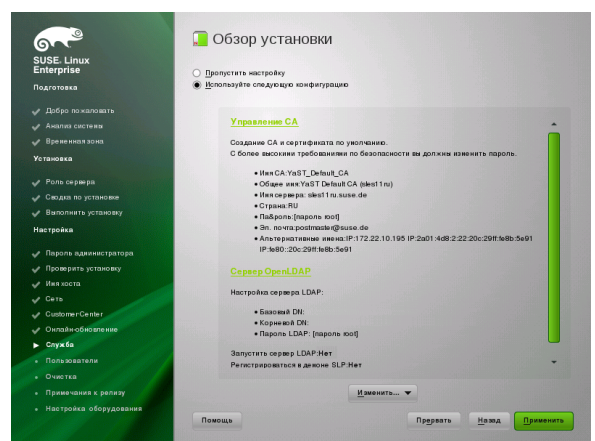 SUSE. Linux
Enterprise
Подготовка
Добро пожаловать
Анализ системы
Временная зона
Установка
Роль сервера
Сводка по установке
Выполнить установку
Настройка
Пароль администратора
Проверить установку
Имя хоста
Сеть
Customer Center
Онлайн-обновление
Служба
Пользователи
Очистка
Примечания к релизу
Настройка оборудования
Обзор установки
Пропустить настройку
Используйте следующую конфигурацию
Управление CA
Создание CA и сертификата по умолчанию.
С более высокими требованиями по безопасности вы должны изменить пароль.
• Имя CA:YaST_Default_CA
• Общее имя:YaST Default CA (sles11ru)
• Имя сервера: sles11ru.suse.de
• Страна:RU
• Па&роль:[пароль root]
• Эл. почта:postmaster@suse.de
• Альтернативные имена:IP:172.22.10.195 IP:2a01:4d8:2:22:20c:29ff:fe8b:5e91
IP:fe80::20c:29ff:fe8b:5e91
Сервер OpenLDAP
Настройка сервера LDAP:
• Базовый DN:
• Корневой DN:
• Пароль LDAP: [пароль root]
Запустить сервер LDAP:Нет
Регистрироваться в демоне SLP:Нет
Изменить...
Помощь
Прервать
Назад
Применить